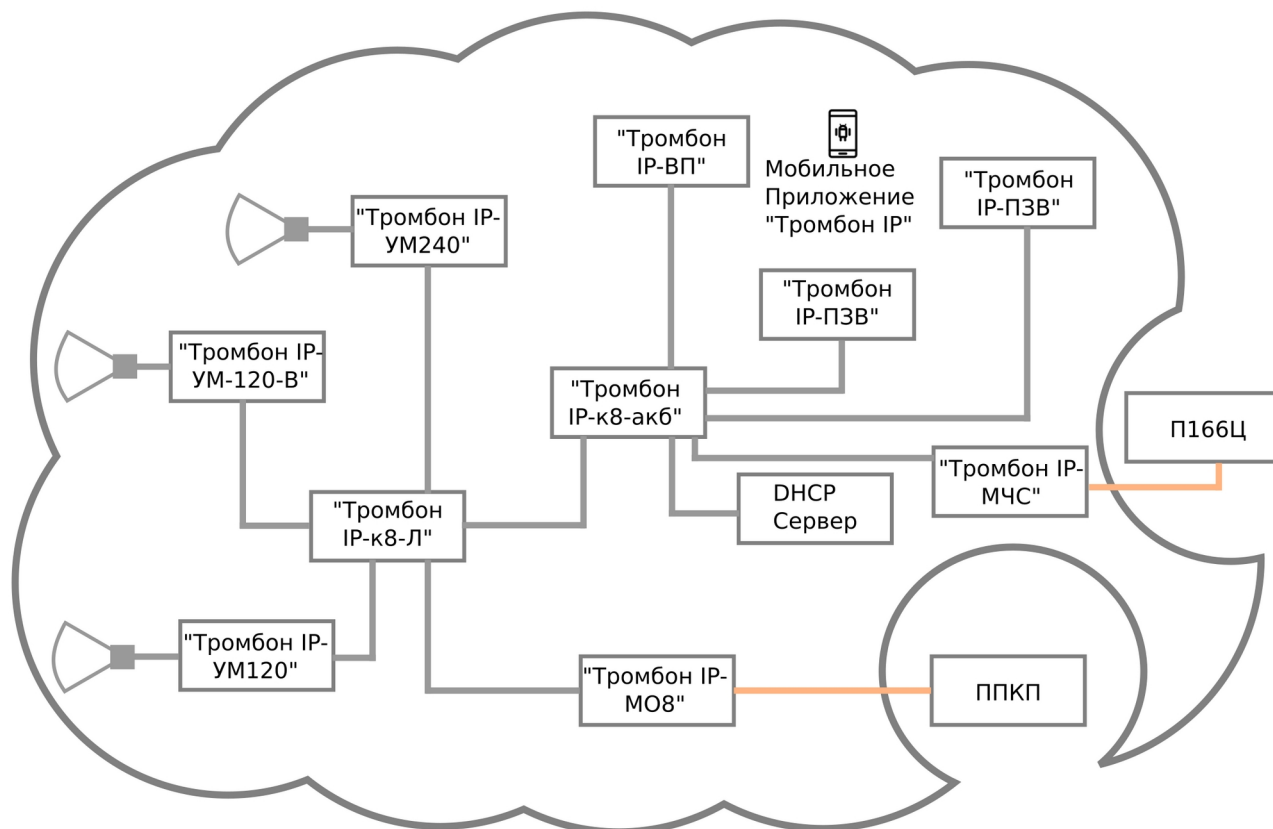 "Тромбон
IP-ВП"
Мобильное
Приложение
"Тромбон IP"
"Тромбон
IP-ПЗВ"
"Тромбон IP-
УМ240"
"Тромбон
IP-ПЗВ"
"Тромбон IP-
УМ-120-В"
"Тромбон
IP-к8-акб"
П166Ц
"Тромбон IP-
МЧС"
DHCP
Сервер
"Тромбон
IP-к8-Л"
"Тромбон IP-
УМ120"
"Тромбон IP-
МО8"
ППКП